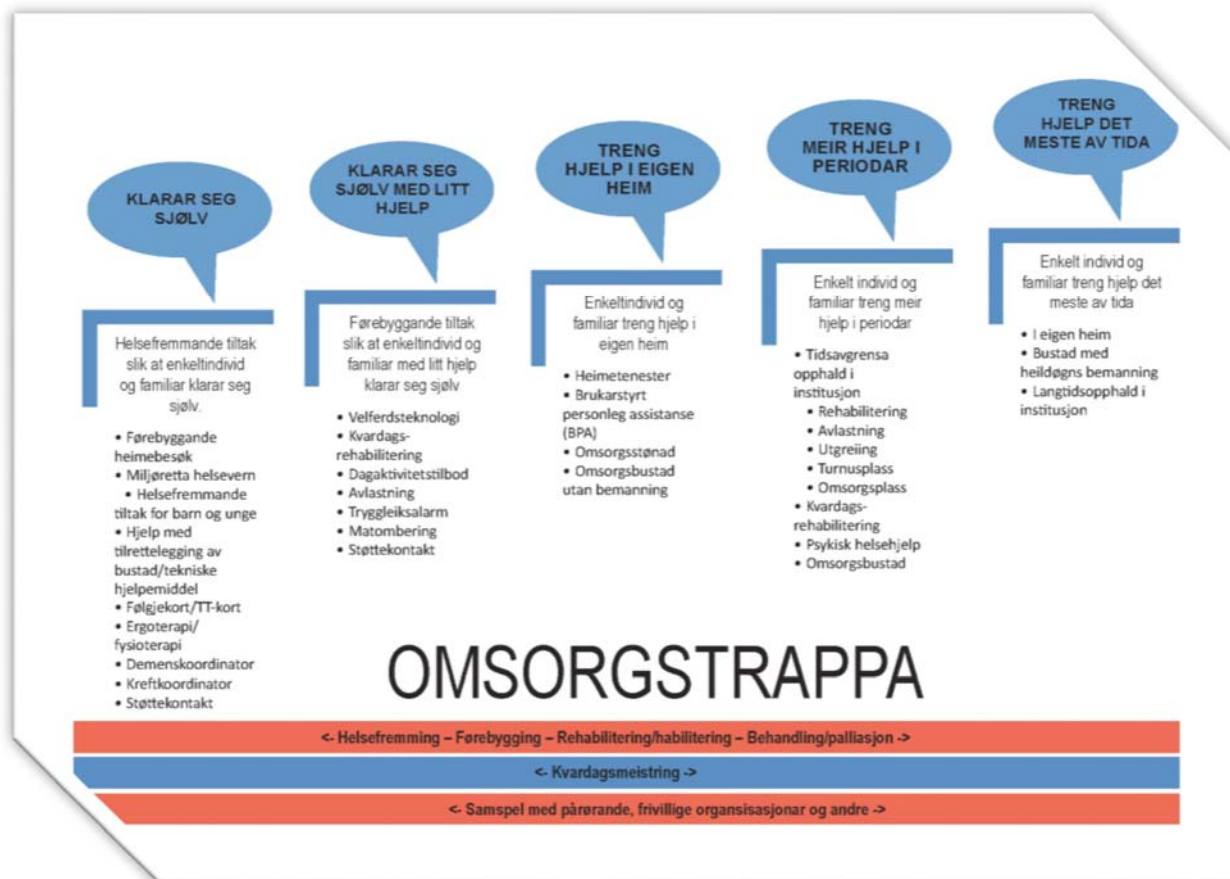 KLARAR SEG
SJØLV
Helsefremmande tiltak
slik at enkeltindivid
og familiar klarar seg
sjølv.
• Førebyggande
heimebesøk
• Miljøretta helsevern
• Helsefremmande
tiltak for barn og unge
• Hjelp med
tilrettelegging av
bustad/tekniske
hjelpemiddel
• Følgjekort/TT-kort
• Ergoterapi/
fysioterapi
• Demenskoordinator
• Kreftkoordinator
• Støttekontakt
KLARAR SEG
SJØLV MED LITT
HJELP
Førebyggande tiltak
slik at enkeltindivid og
familiar med litt hjelp
klarar seg sjølv
• Velferdsteknologi
• Kvardags-
rehabilitering
• Dagaktivitetstilbod
• Avlastning
• Tryggleiksalarm
• Matombering
• Støttekontakt
TRENG
HJELP I EIGEN
HEIM
Enkeltindivid og
familiar treng hjelp i
eigen heim
• Heimetenester
• Brukarstyrt
personleg assistanse
(BPA)
• Omsorgsstønad
• Omsorgsbustad
utan bemanning
TRENG
MEIR HJELP I
PERIODAR
Enkelt individ og
familiar treng meir
hjelp i periodar
• Tidsavgrensa
opphald i
institusjon
• Rehabilitering
• Avlastning
• Utgreiing
• Turnusplass
• Omsorgsplass
• Kvardags-
rehabilitering
• Psykisk helsehjelp
• Omsorgsbustad
TRENG
HJELP DET
MESTE AV TIDA
Enkelt individ og
familiar treng hjelp det
meste av tida
• I eigen heim
• Bustad med
heildøgns bemanning
• Langtidsopphald i
institusjon
OMSORGSTRAPPA
<- Helsefremming – Førebygging – Rehabilitering/habilitering – Behandling/palliasjon ->
<- Kvardagsmeistring ->
<- Samspel med pårørande, frivillige organsisasjonar og andre ->